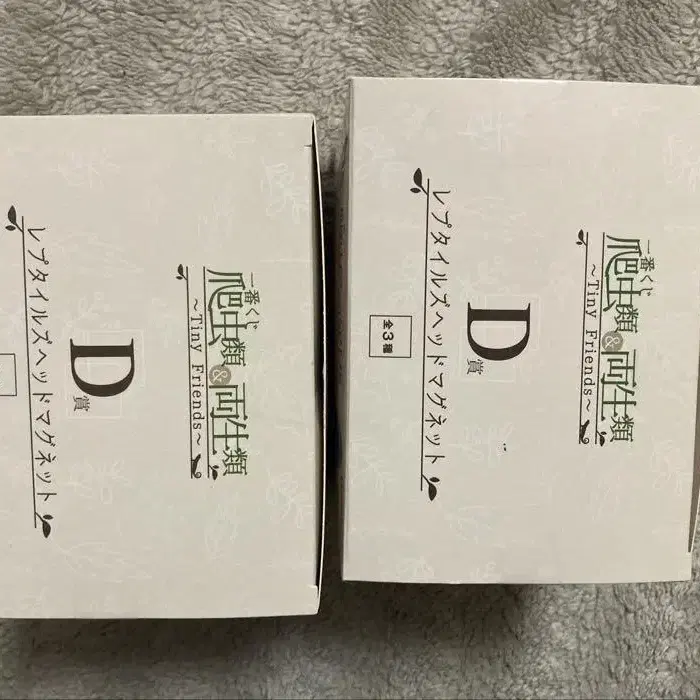 一番くじ
爬虫類&両生類
～Tiny Friends～
D賞
レプタイルズヘッドマグネット
一番くじ
爬虫類&両生類
～Tiny Friends～
D賞
レプタイルズヘッドマグネット
全3種